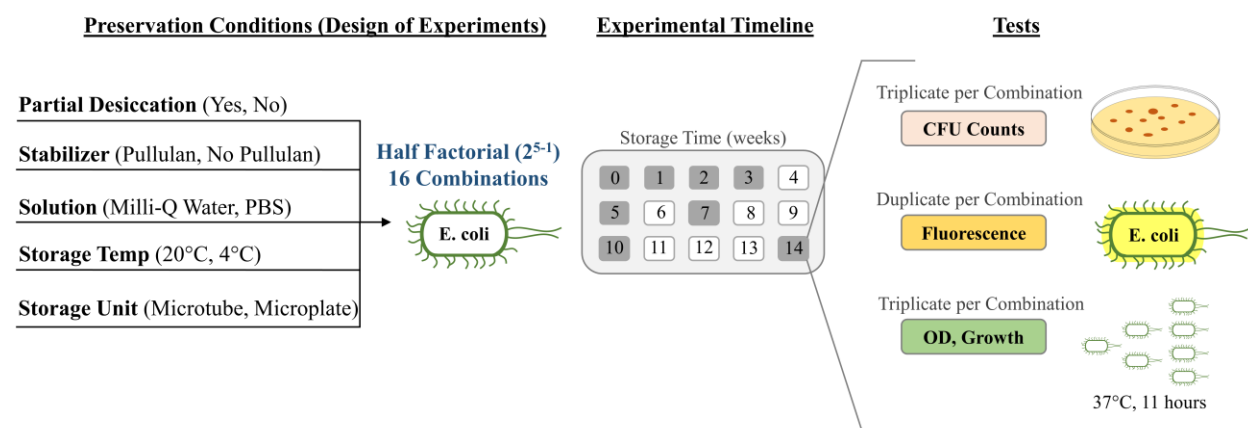 Preservation Conditions (Design of Experiments)
Partial Desiccation (Yes, No)
Stabilizer (Pullulan, No Pullulan)
Solution (Milli-Q Water, PBS)
Storage Temp (20°C, 4°C)
Storage Unit (Microtube, Microplate)
Half Factorial (2⁵⁻¹)
16 Combinations
E. coli
Experimental Timeline
Storage Time (weeks)
0 1 2 3 4
5 6 7 8 9
10 11 12 13 14
Tests
Triplicate per Combination
CFU Counts
Duplicate per Combination
Fluorescence
E. coli
Triplicate per Combination
OD, Growth
37°C, 11 hours